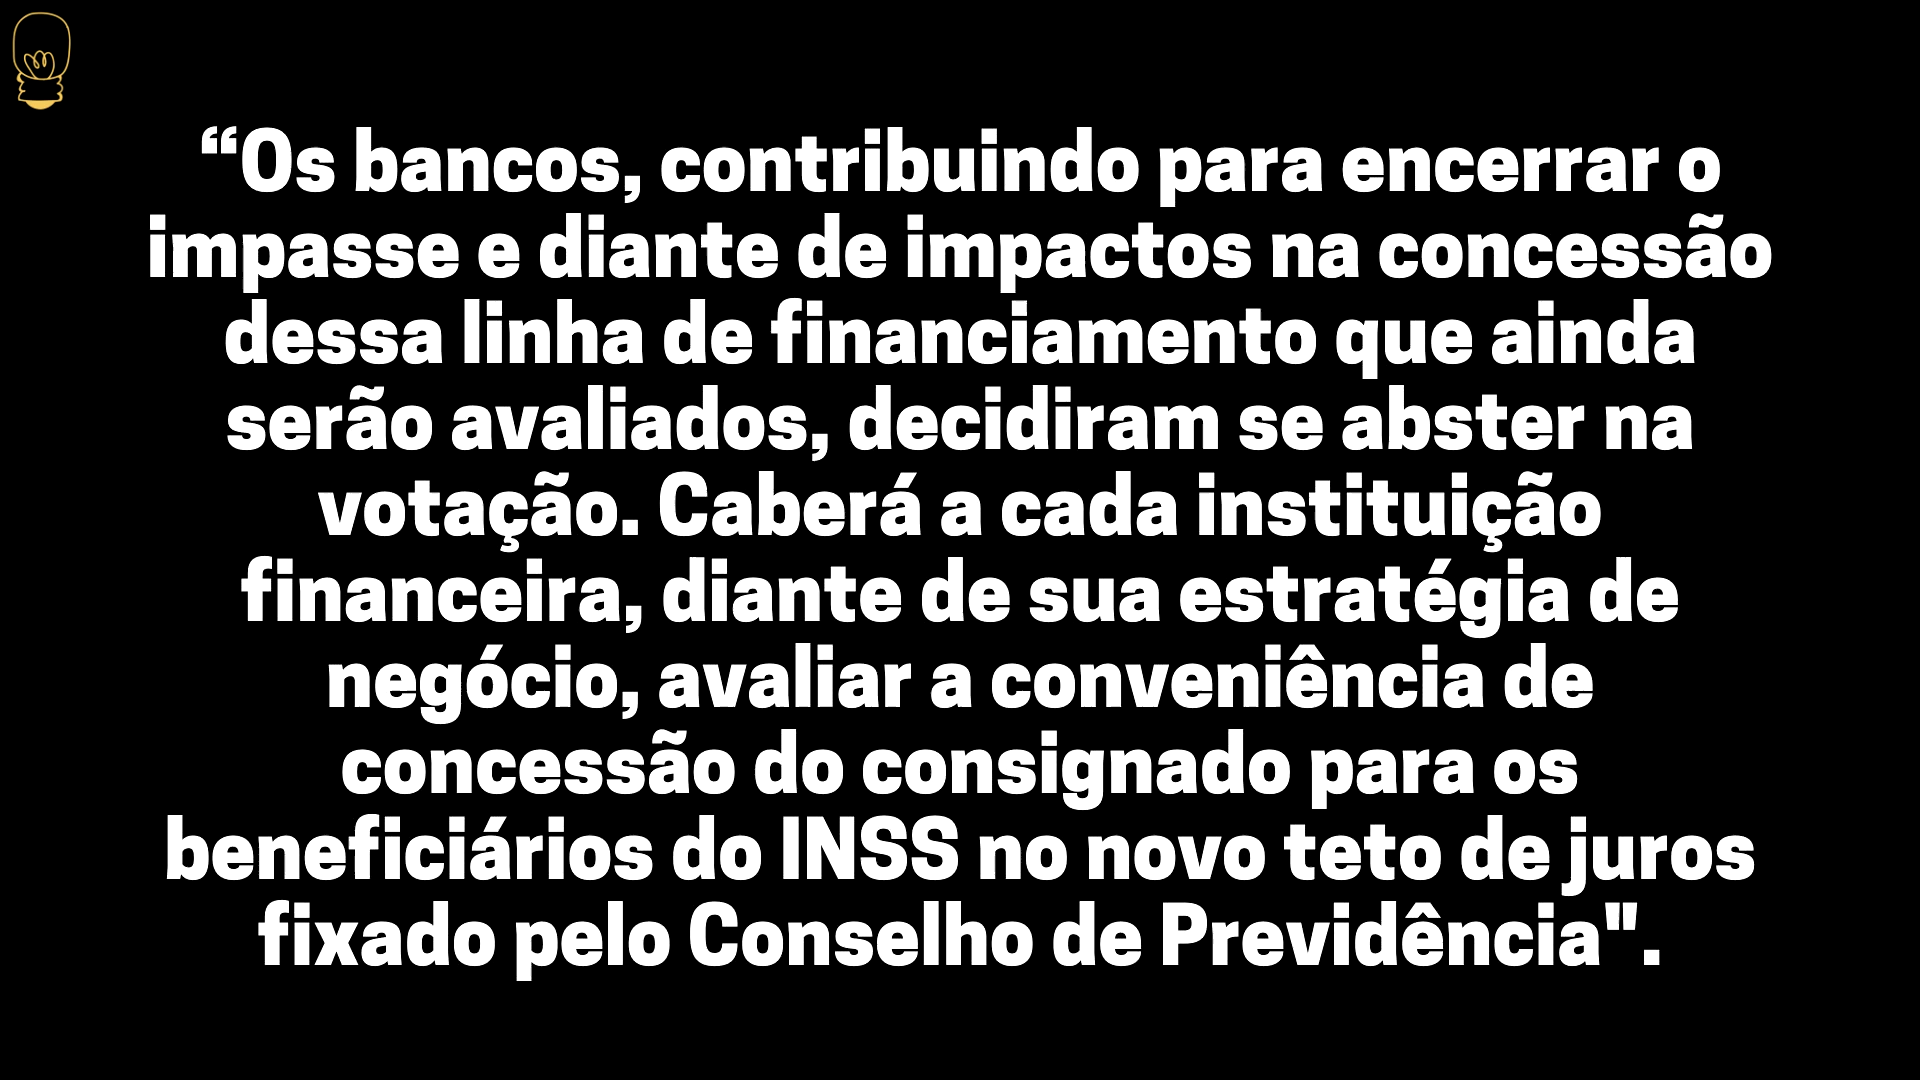 “Os bancos, contribuindo para encerrar o
impasse e diante de impactos na concessão
dessa linha de financiamento que ainda
serão avaliados, decidiram se abster na
votação. Caberá a cada instituição
financeira, diante de sua estratégia de
negócio, avaliar a conveniência de
concessão do consignado para os
beneficiários do INSS no novo teto de juros
fixado pelo Conselho de Previdência".